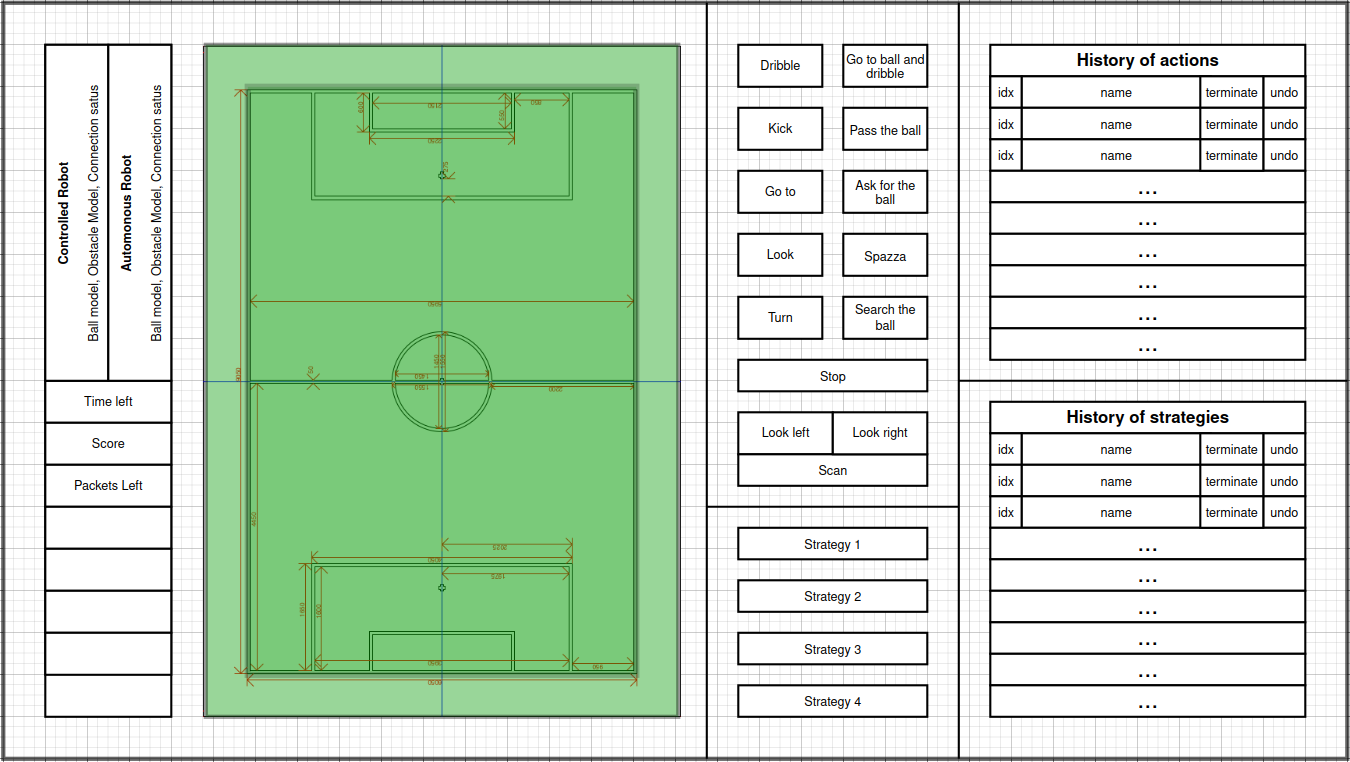 Controlled Robot
Ball model, Obstacle Model, Connection satus
Automonous Robot
Ball model, Obstacle Model, Connection satus
Time left
Score
Packets Left
Dribble
Go to ball and
dribble
Kick
Pass the ball
Go to
Ask for the
ball
Look
Spazza
Turn
Search the
ball
Stop
Look left
Look right
Scan
Strategy 1
Strategy 2
Strategy 3
Strategy 4
History of actions
idx name terminate undo
idx name terminate undo
idx name terminate undo
...
...
...
...
...
...
History of strategies
idx name terminate undo
idx name terminate undo
idx name terminate undo
...
...
...
...
...
...